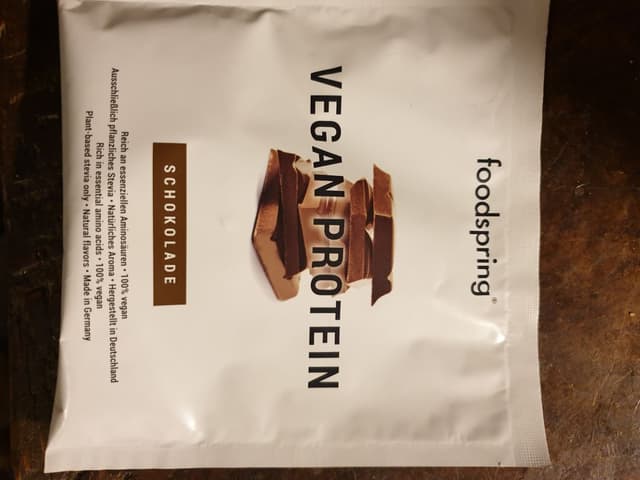 foodspring®
VEGAN PROTEIN
SCHOKOLADE
Reich an essenziellen Aminosäuren • 100% vegan
Ausschließlich pflanzliches Stevia • Natürliches Aroma • Hergestellt in Deutschland
Rich in essential amino acids • 100% vegan
Plant-based stevia only • Natural flavors • Made in Germany